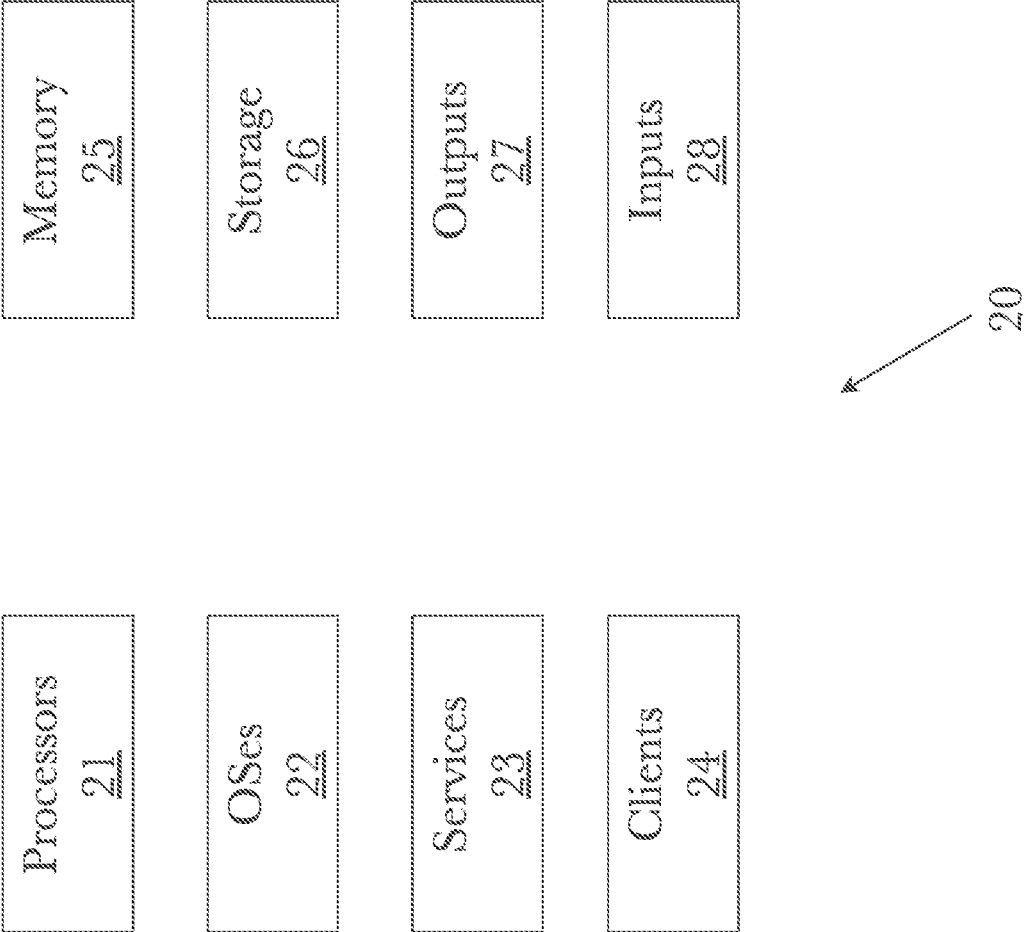 Processors
21
OSes
22
Services
23
Clients
24
Memory
25
Storage
26
Outputs
27
Inputs
28
20